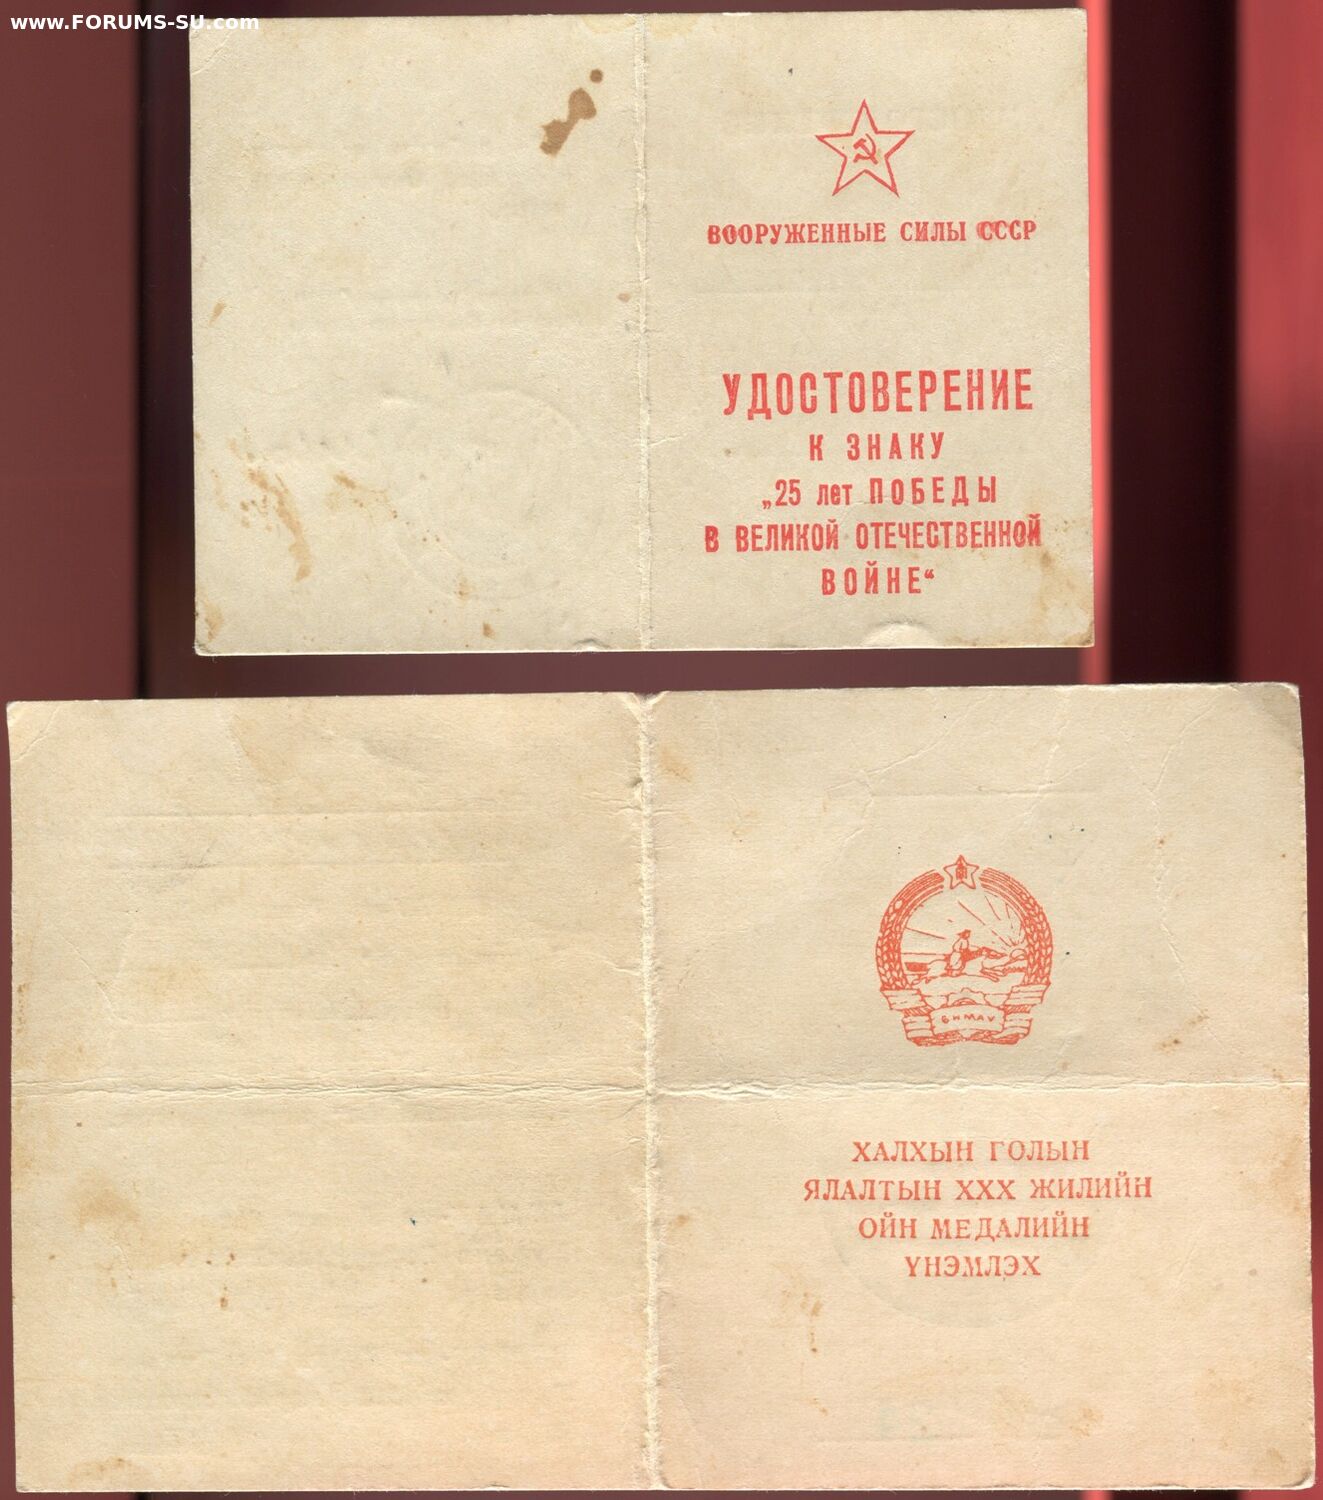 www.FORUMS-SU.com
ВООРУЖЕННЫЕ СИЛЫ СССР
УДОСТОВЕРЕНИЕ
К ЗНАКУ
„25 лет ПОБЕДЫ
В ВЕЛИКОЙ ОТЕЧЕСТВЕННОЙ
ВОЙНЕ“
БНМАУ
ХАЛХЫН ГОЛЫН
ЯЛАЛТЫН XXX ЖИЛИЙН
ОЙН МЕДАЛИЙН
ҮНЭМЛЭХ